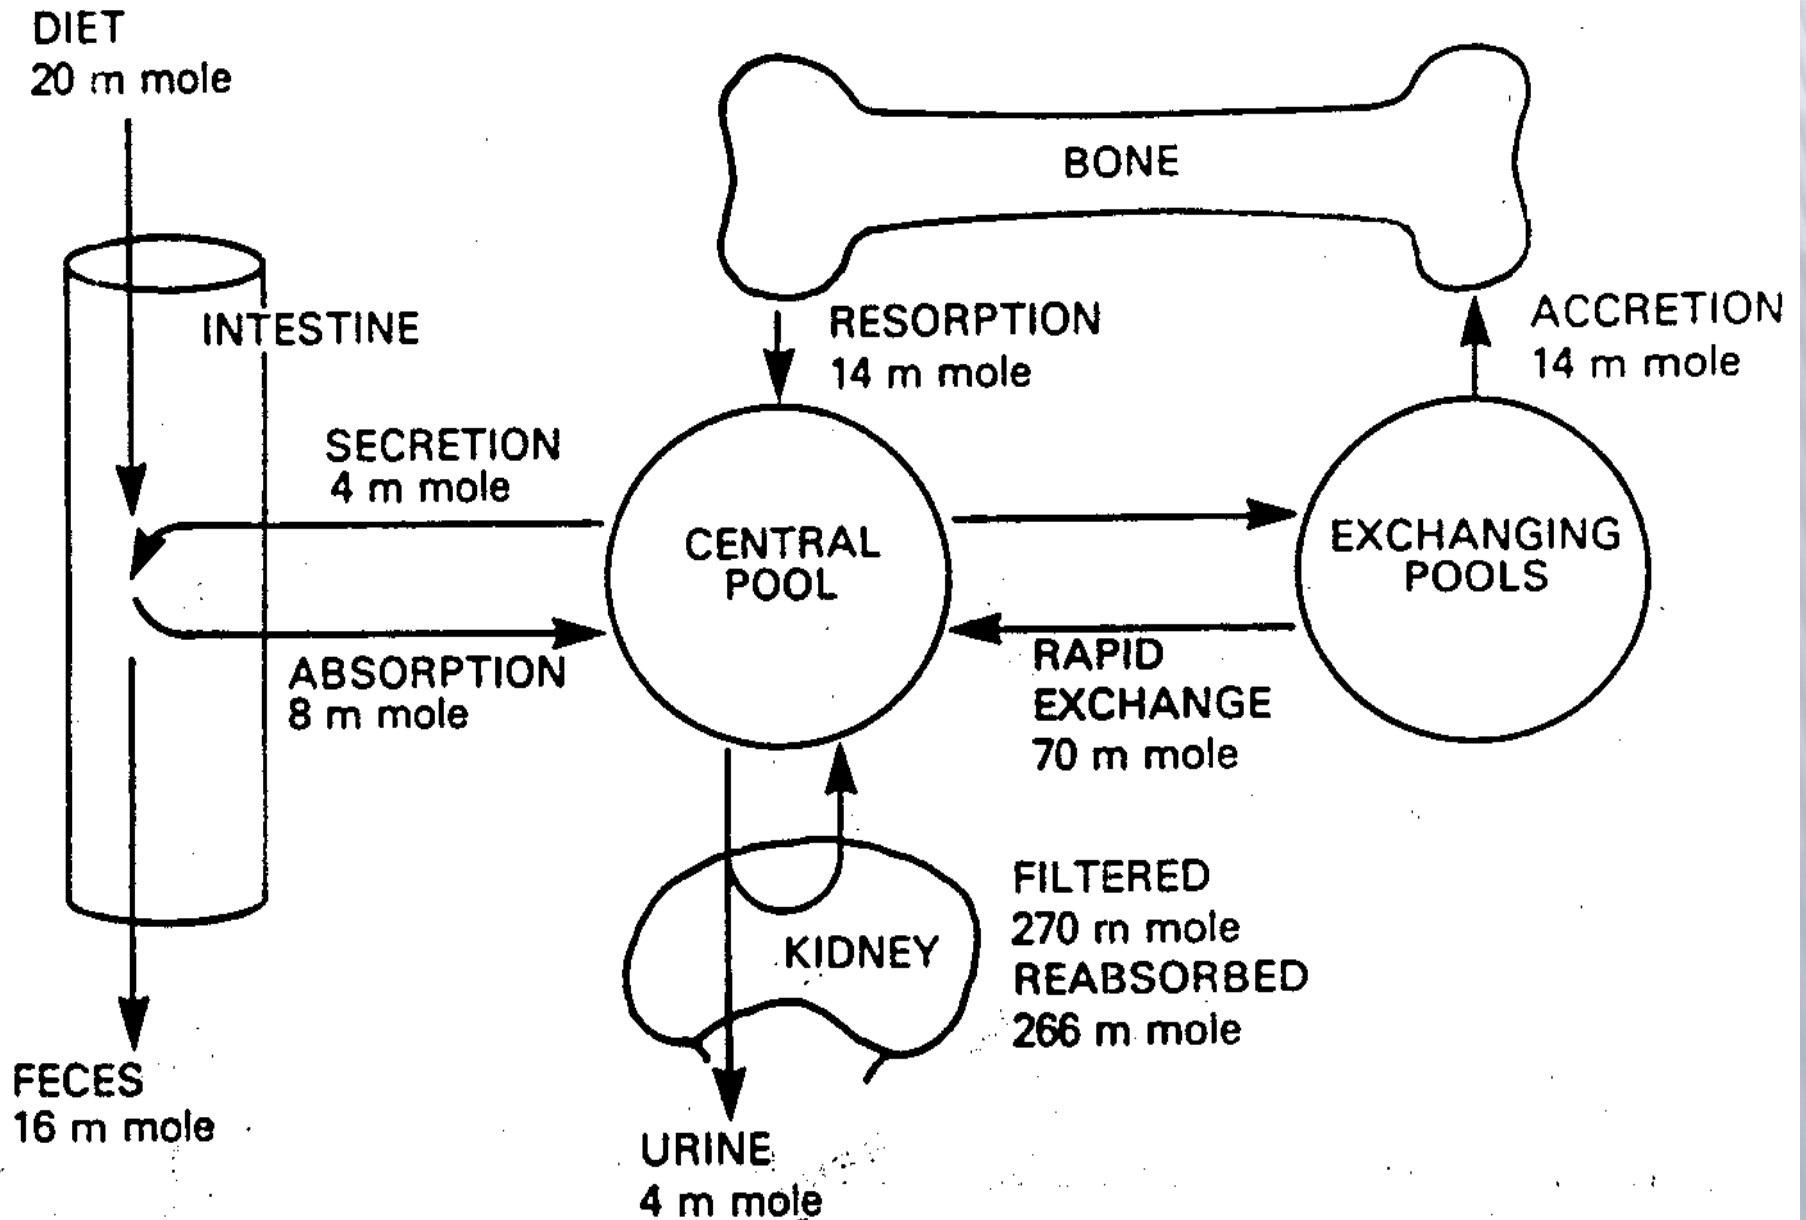 DIET
20 m mole
BONE
INTESTINE
RESORPTION
14 m mole
ACCRETION
14 m mole
SECRETION
4 m mole
CENTRAL
POOL
EXCHANGING
POOLS
ABSORPTION
8 m mole
RAPID
EXCHANGE
70 m mole
FILTERED
270 m mole
REABSORBED
266 m mole
KIDNEY
FECES
16 m mole
URINE
4 m mole